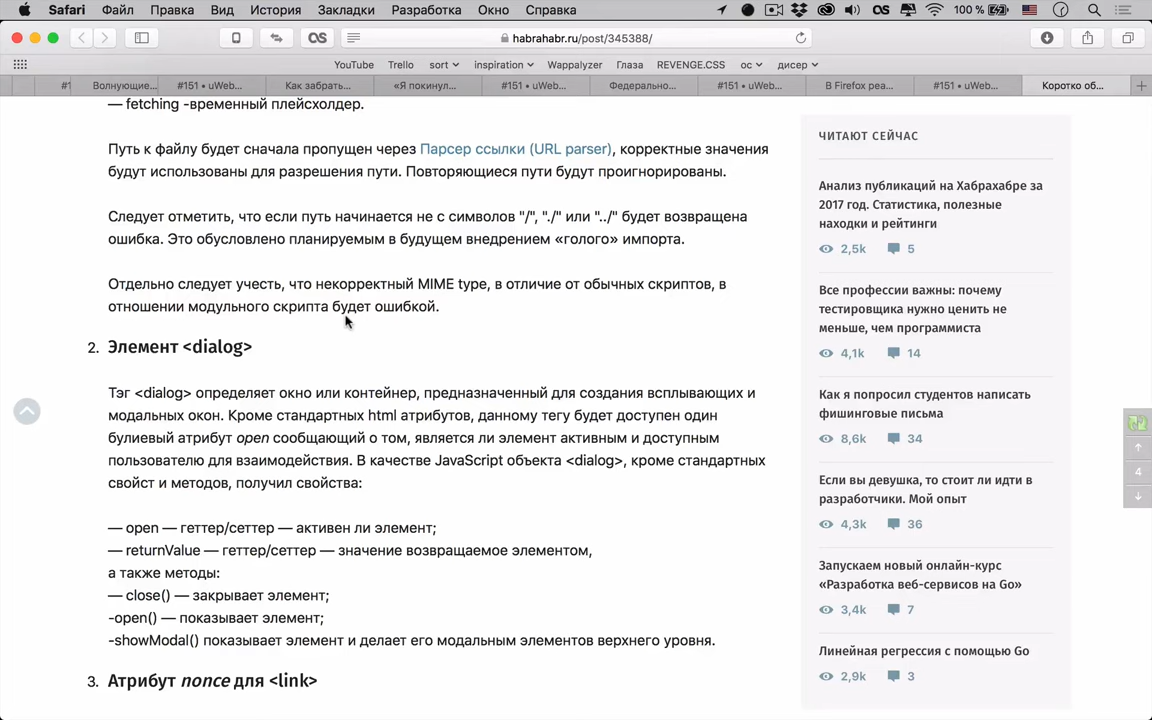 Safari Файл Правка Вид История Закладки Разработка Окно Справка 100 %
habrahabr.ru/post/345388/
YouTube Trello sort inspiration Wappalyzer Глаза REVENGE.CSS ос дисер
#1 Волнующие... #151 • uWeb... Как забрать... «Я покинул... #151 • uWeb... Федерально... #151 • uWeb... В Firefox реа... #151 • uWeb... Коротко об...
— fetching -временный плейсхолдер.
Путь к файлу будет сначала пропущен через Парсер ссылки (URL parser), корректные значения
будут использованы для разрешения пути. Повторяющиеся пути будут проигнорированы.
Следует отметить, что если путь начинается не с символов "/", "./" или "../" будет возвращена
ошибка. Это обусловлено планируемым в будущем внедрением «голого» импорта.
Отдельно следует учесть, что некорректный MIME type, в отличие от обычных скриптов, в
отношении модульного скрипта будет ошибкой.
2. Элемент <dialog>
Тэг <dialog> определяет окно или контейнер, предназначенный для создания всплывающих и
модальных окон. Кроме стандартных html атрибутов, данному тегу будет доступен один
булиевый атрибут open сообщающий о том, является ли элемент активным и доступным
пользователю для взаимодействия. В качестве JavaScript объекта <dialog>, кроме стандартных
свойст и методов, получил свойства:
— open — геттер/сеттер — активен ли элемент;
— returnValue — геттер/сеттер — значение возвращаемое элементом,
а также методы:
— close() — закрывает элемент;
-open() — показывает элемент;
-showModal() показывает элемент и делает его модальным элементов верхнего уровня.
3. Атрибут nonce для <link>
ЧИТАЮТ СЕЙЧАС
Анализ публикаций на Хабрахабре за
2017 год. Статистика, полезные
находки и рейтинги
2,5k 5
Все профессии важны: почему
тестировщика нужно ценить не
меньше, чем программиста
4,1k 14
Как я попросил студентов написать
фишинговые письма
8,6k 34
Если вы девушка, то стоит ли идти в
разработчики. Мой опыт
4,3k 36
Запускаем новый онлайн-курс
«Разработка веб-сервисов на Go»
3,4k 7
Линейная регрессия с помощью Go
2,9k 3
4